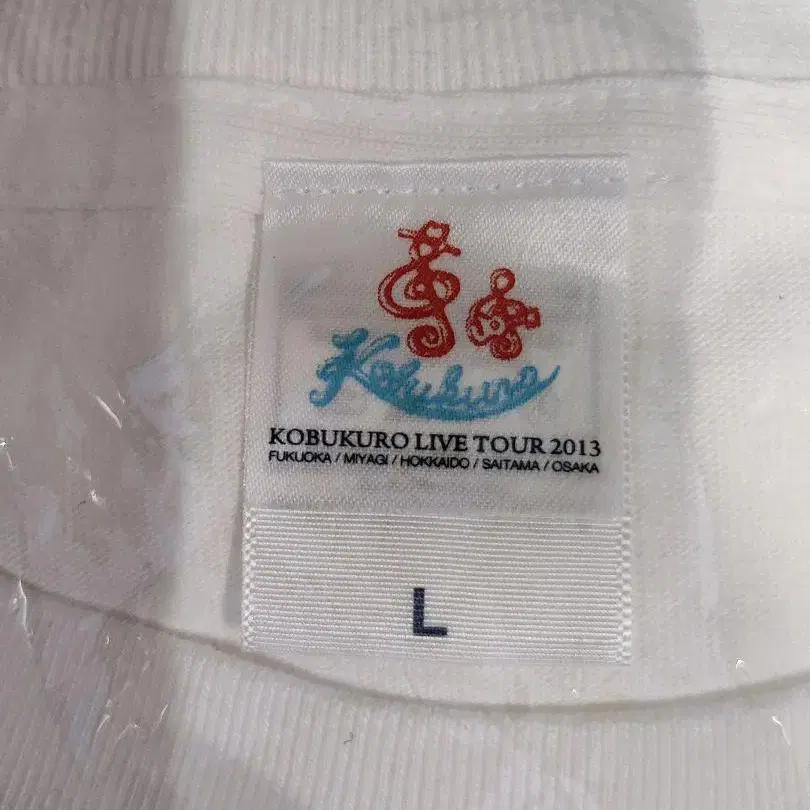 Kobukuro
KOBUKURO LIVE TOUR 2013
FUKUOKA / MIYAGI / HOKKAIDO / SAITAMA / OSAKA
L